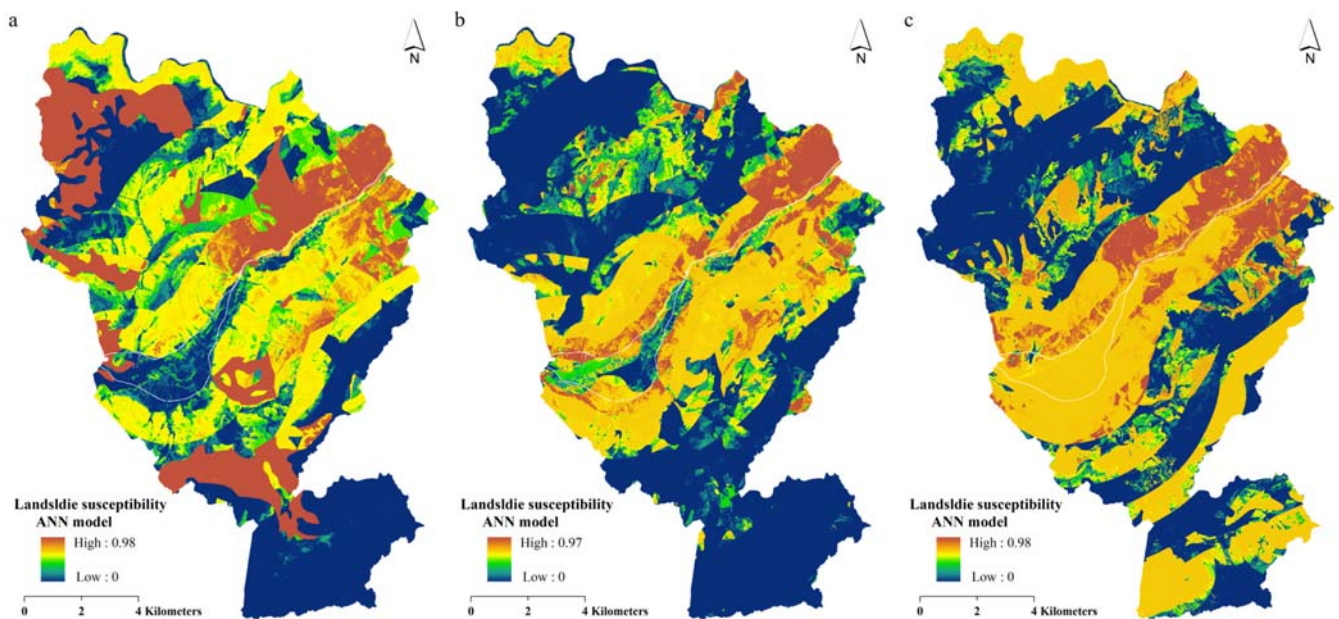 a
N
Landsldie susceptibility
ANN model
High : 0.98
Low : 0
0 2 4 Kilometers
b
N
Landsldie susceptibility
ANN model
High : 0.97
Low : 0
0 2 4 Kilometers
c
N
Landsldie susceptibility
ANN model
High : 0.98
Low : 0
0 2 4 Kilometers